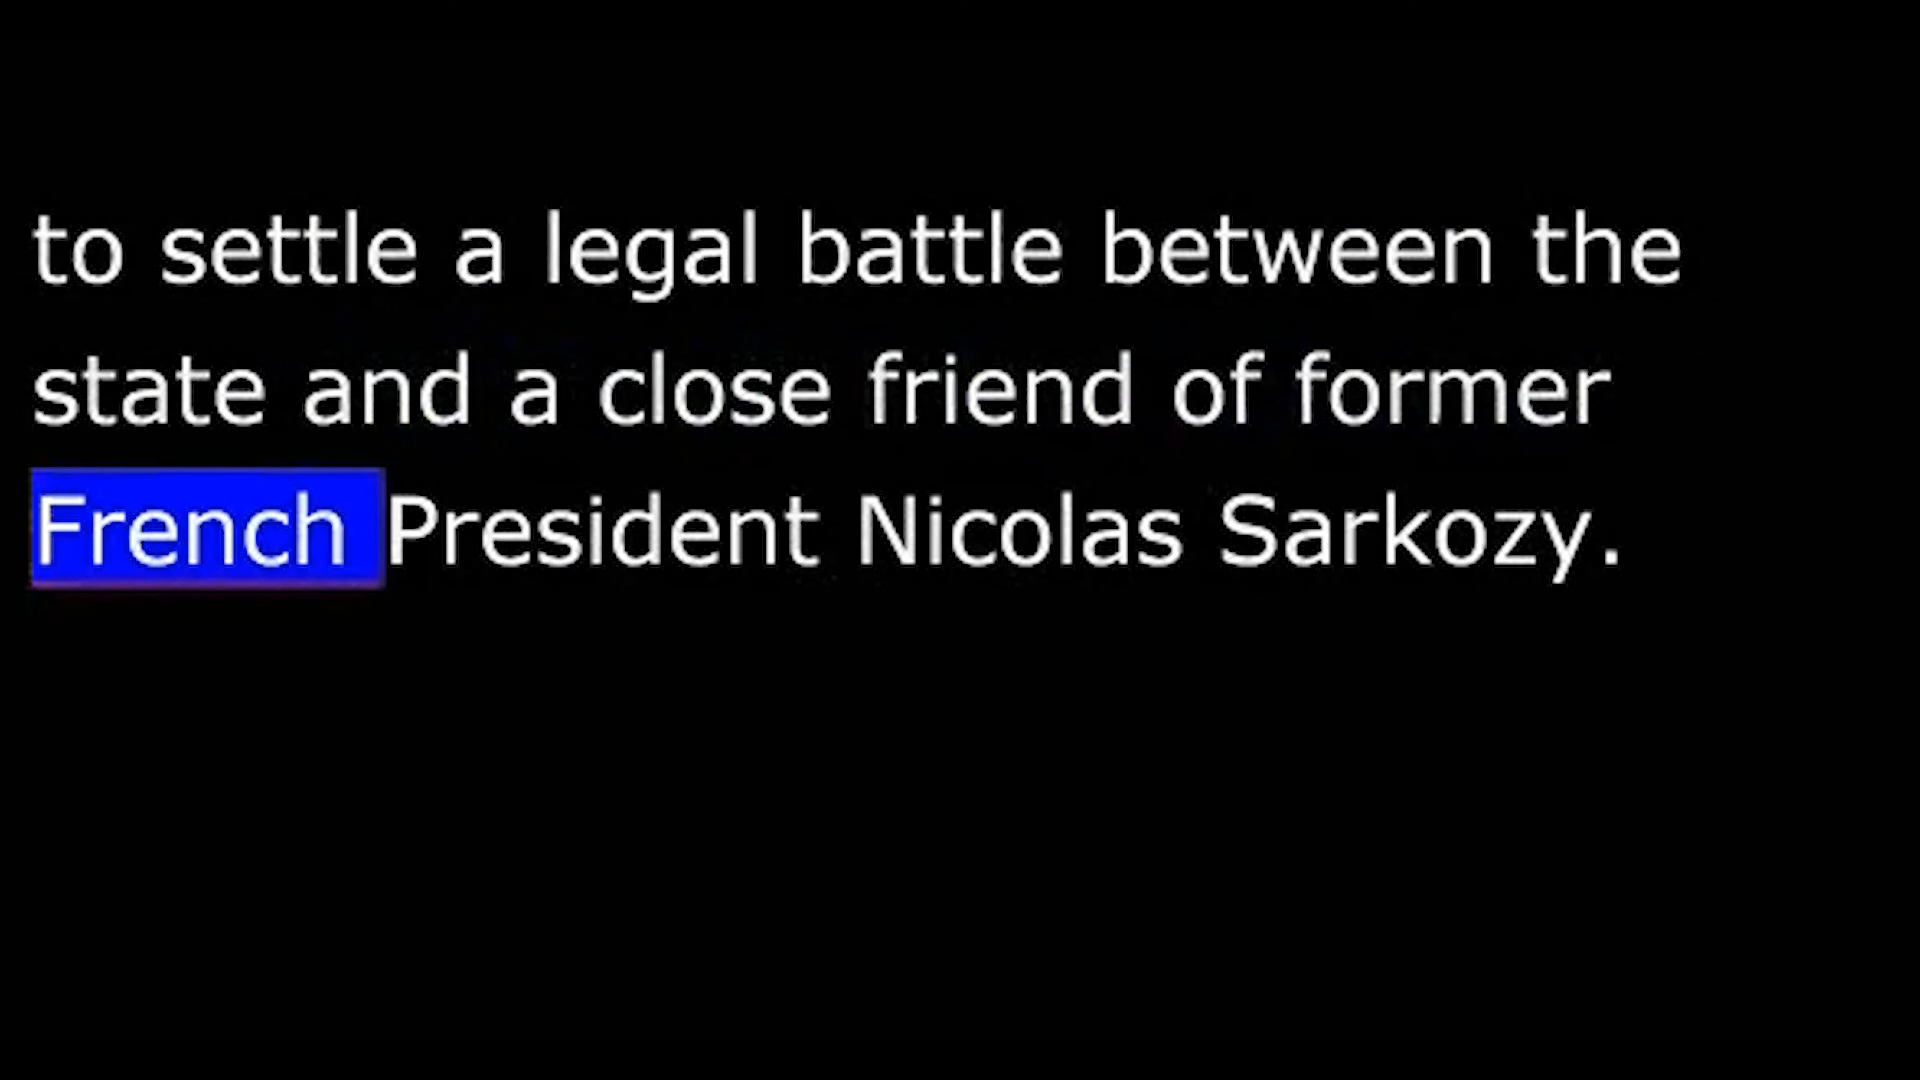 to settle a legal battle between the
state and a close friend of former
French President Nicolas Sarkozy.